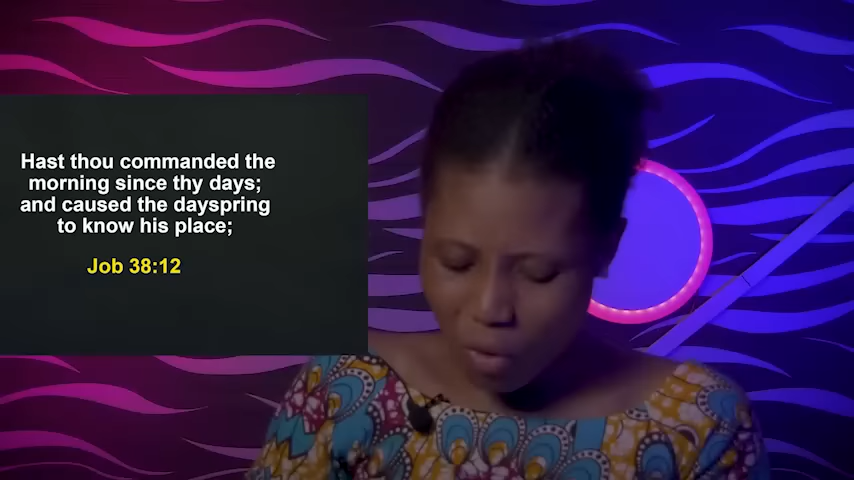 Hast thou commanded the
morning since thy days;
and caused the dayspring
to know his place;
Job 38:12